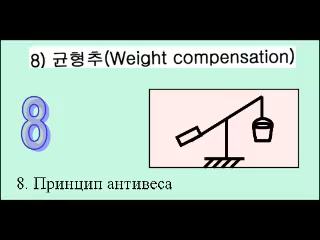 8) 균형추(Weight compensation)
8
8. Принцип антивеса